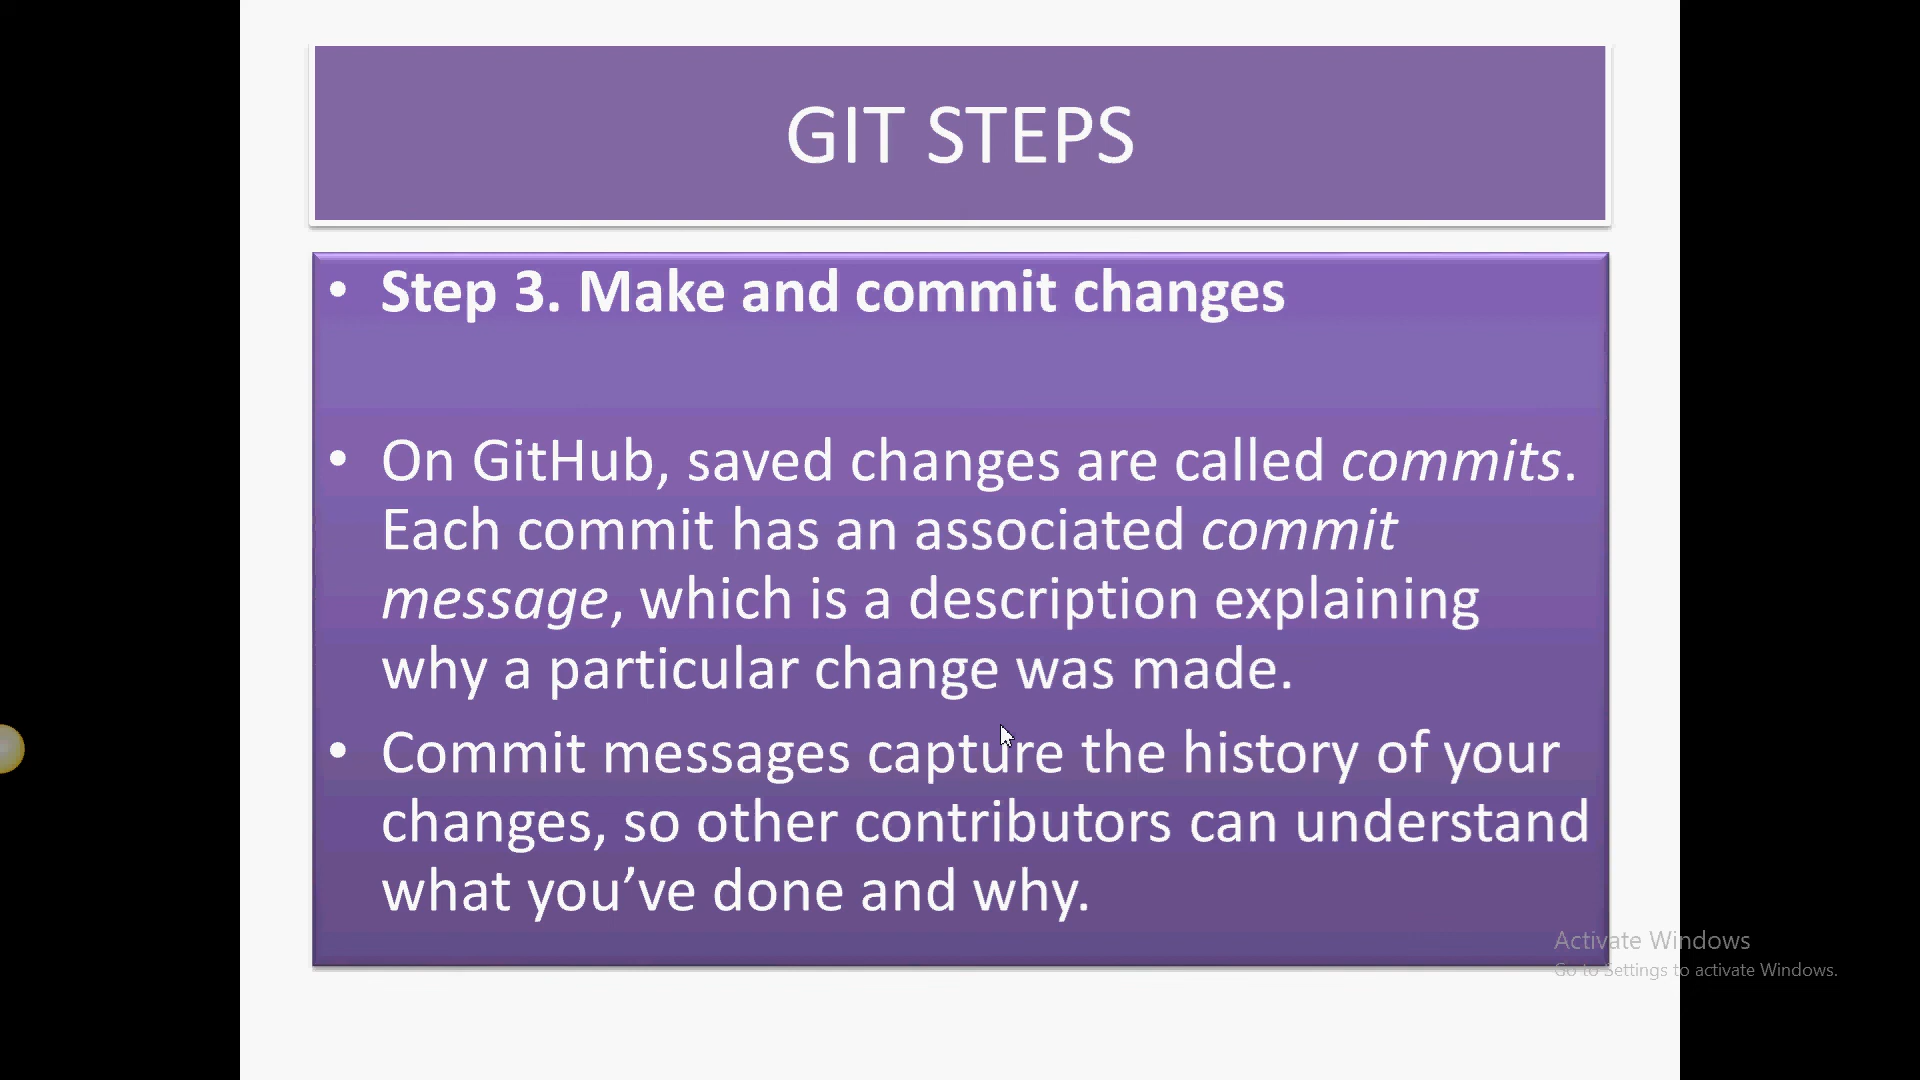 GIT STEPS
• Step 3. Make and commit changes
• On GitHub, saved changes are called commits.
Each commit has an associated commit
message, which is a description explaining
why a particular change was made.
• Commit messages capture the history of your
changes, so other contributors can understand
what you’ve done and why.
Activate Windows
Go to Settings to activate Windows.